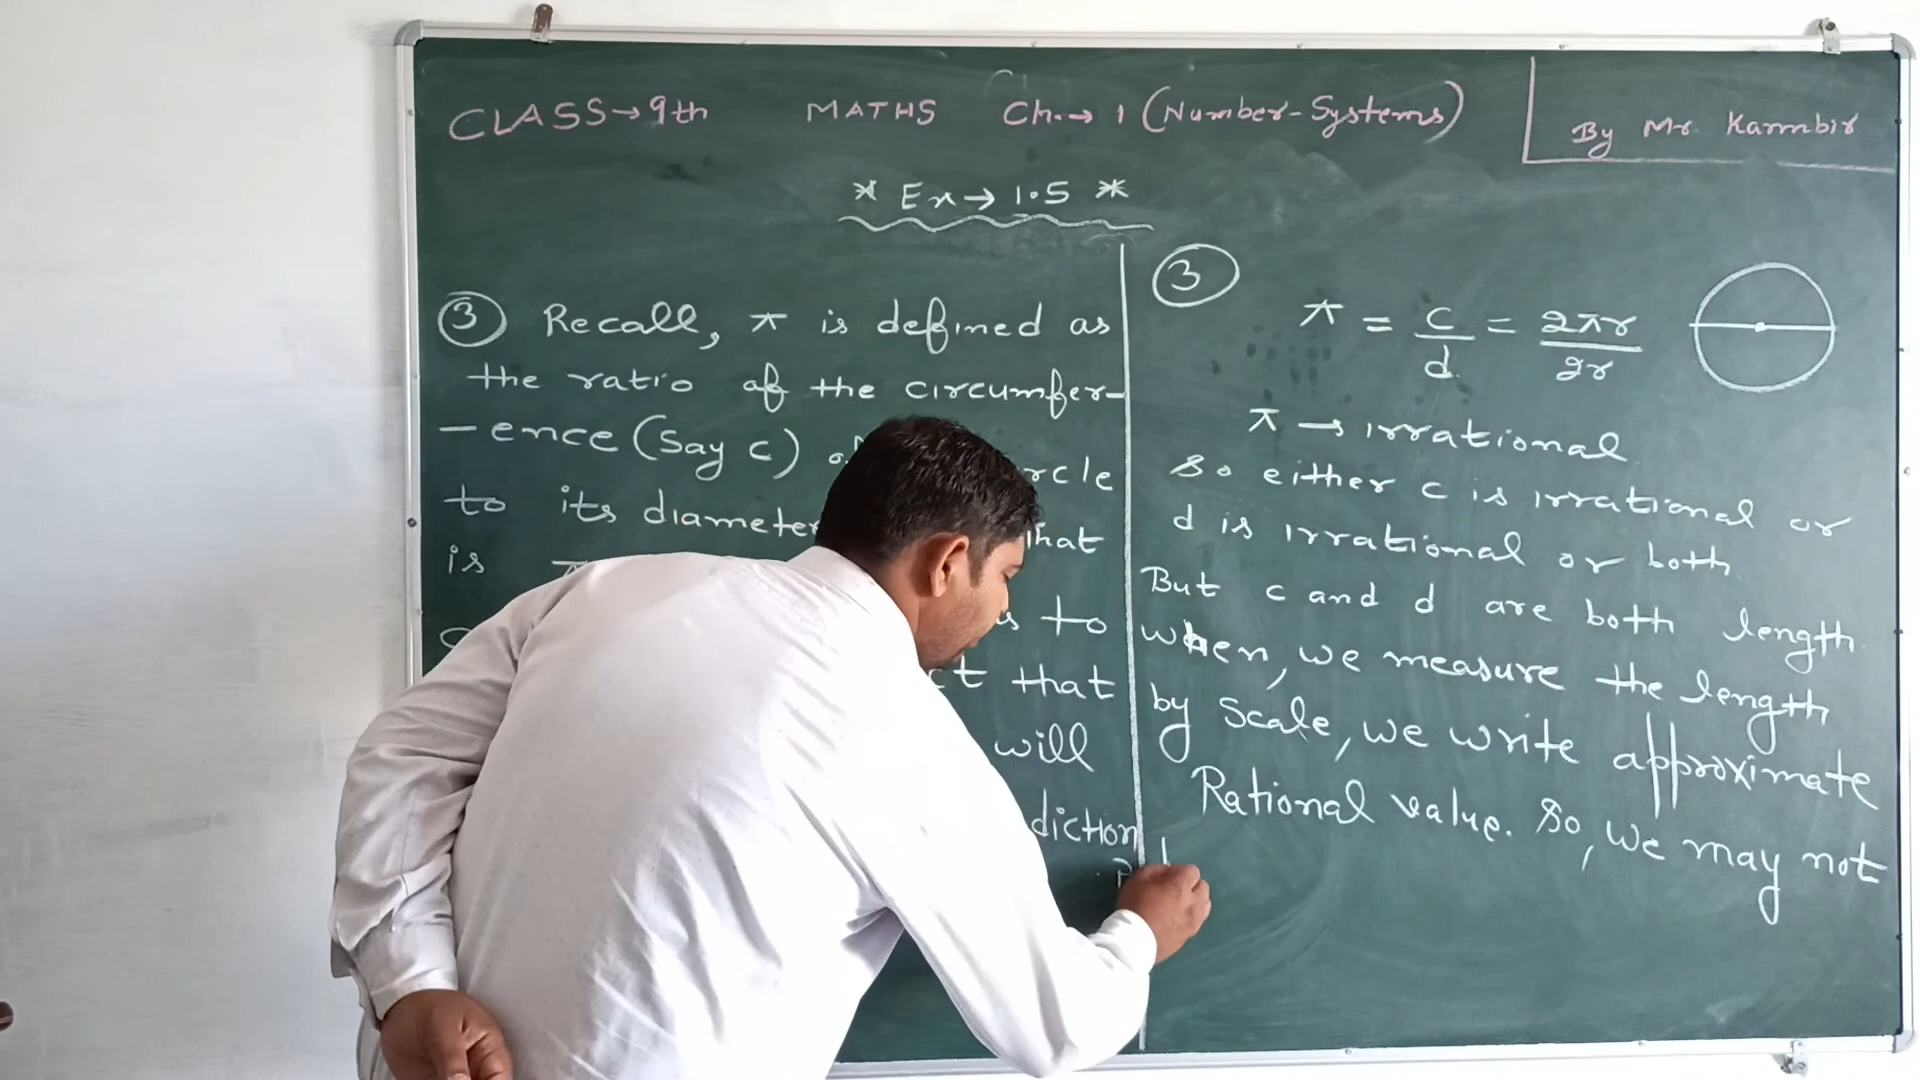 CLASS→9th MATHS Ch.→ 1 (Number-Systems)
By Mr. Karmbir
* Ex→ 1.5 *
③ Recall, π is defined as
the ratio of the circumfer-
-ence (Say c)
to its diameter that
is
to
that
will
diction
③
π = c/d = 2πr/2r
π → irrational
So either c is irrational or
d is irrational or both
But c and d are both length
when, we measure the length
by Scale, we write approximate
Rational value. So, we may not